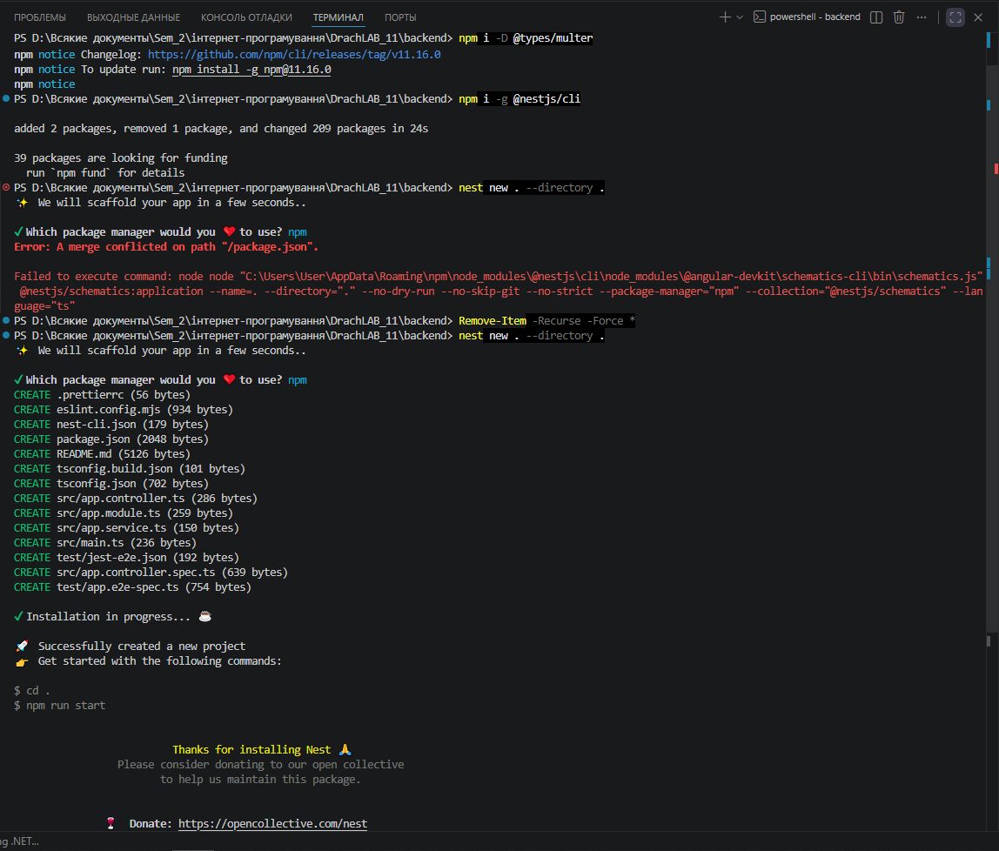 ПРОБЛЕМЫ ВЫХОДНЫЕ ДАННЫЕ КОНСОЛЬ ОТЛАДКИ ТЕРМИНАЛ ПОРТЫ powershell - backend
PS D:\Всякие документы\Sem_2\інтернет-програмування\DrachLAB_11\backend> npm i -D @types/multer
npm notice Changelog: https://github.com/npm/cli/releases/tag/v11.16.0
npm notice To update run: npm install -g npm@11.16.0
npm notice
PS D:\Всякие документы\Sem_2\інтернет-програмування\DrachLAB_11\backend> npm i -g @nestjs/cli
added 2 packages, removed 1 package, and changed 209 packages in 24s
39 packages are looking for funding
run `npm fund` for details
PS D:\Всякие документы\Sem_2\інтернет-програмування\DrachLAB_11\backend> nest new . --directory .
✨ We will scaffold your app in a few seconds..
✓ Which package manager would you ❤️ to use? npm
Error: A merge conflicted on path "/package.json".
Failed to execute command: node node "C:\Users\User\AppData\Roaming\npm\node_modules\@nestjs\cli\node_modules\@angular-devkit\schematics-cli\bin\schematics.js"
@nestjs/schematics:application --name=. --directory="." --no-dry-run --no-skip-git --no-strict --package-manager="npm" --collection="@nestjs/schematics" --lan
guage="ts"
PS D:\Всякие документы\Sem_2\інтернет-програмування\DrachLAB_11\backend> Remove-Item -Recurse -Force *
PS D:\Всякие документы\Sem_2\інтернет-програмування\DrachLAB_11\backend> nest new . --directory .
✨ We will scaffold your app in a few seconds..
✓ Which package manager would you ❤️ to use? npm
CREATE .prettierrc (56 bytes)
CREATE eslint.config.mjs (934 bytes)
CREATE nest-cli.json (179 bytes)
CREATE package.json (2048 bytes)
CREATE README.md (5126 bytes)
CREATE tsconfig.build.json (101 bytes)
CREATE tsconfig.json (702 bytes)
CREATE src/app.controller.ts (286 bytes)
CREATE src/app.module.ts (259 bytes)
CREATE src/app.service.ts (150 bytes)
CREATE src/main.ts (236 bytes)
CREATE test/jest-e2e.json (192 bytes)
CREATE src/app.controller.spec.ts (639 bytes)
CREATE test/app.e2e-spec.ts (754 bytes)
✓ Installation in progress... ☕
🚀 Successfully created a new project
👉 Get started with the following commands:
$ cd .
$ npm run start
Thanks for installing Nest 🙏
Please consider donating to our open collective
to help us maintain this package.
🍷 Donate: https://opencollective.com/nest
ng .NET...